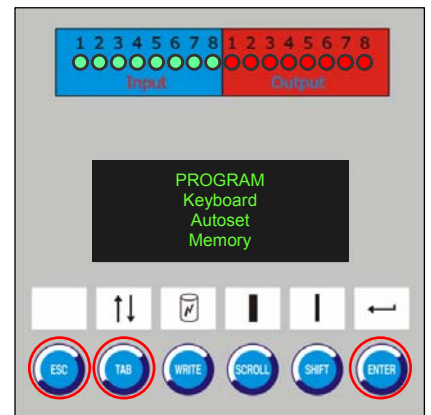 1 2 3 4 5 6 7 8 1 2 3 4 5 6 7 8
Input Output
PROGRAM
Keyboard
Autoset
Memory
ESC TAB WRITE SCROLL SHIFT ENTER